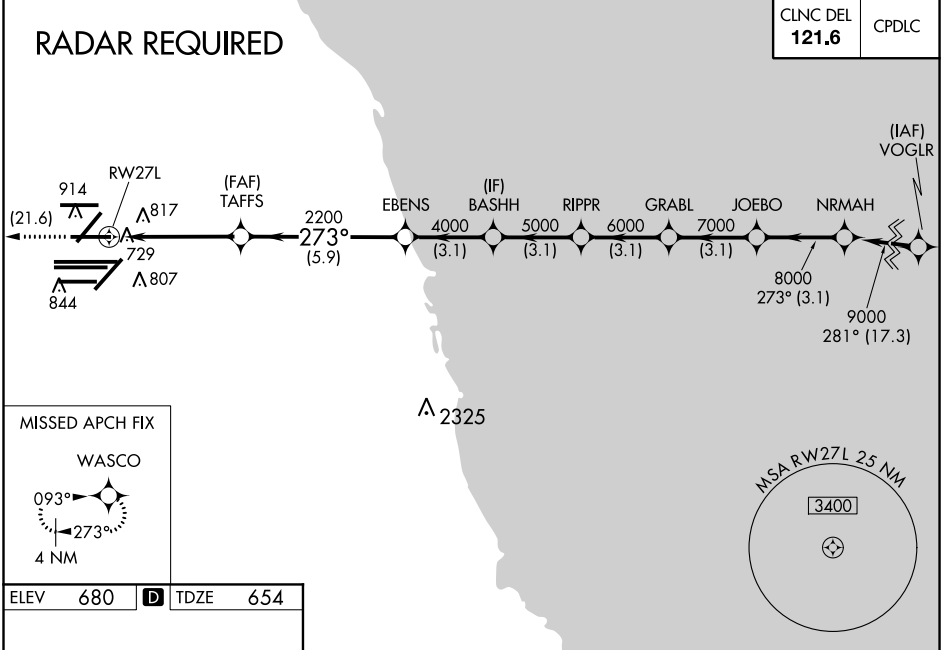 RADAR REQUIRED
CLNC DEL
121.6
CPDLC
(IAF)
VOGLR
RW27L
914
817
(21.6)
729
844
807
(FAF)
TAFFS
2200
273°
(5.9)
EBENS
4000
(3.1)
(IF)
BASHH
5000
(3.1)
RIPPR
6000
(3.1)
GRABL
7000
(3.1)
JOEBO
8000
273° (3.1)
NRMAH
9000
281° (17.3)
2325
MISSED APCH FIX
WASCO
093°
273°
4 NM
MSA RW27L 25 NM
3400
ELEV 680 D TDZE 654